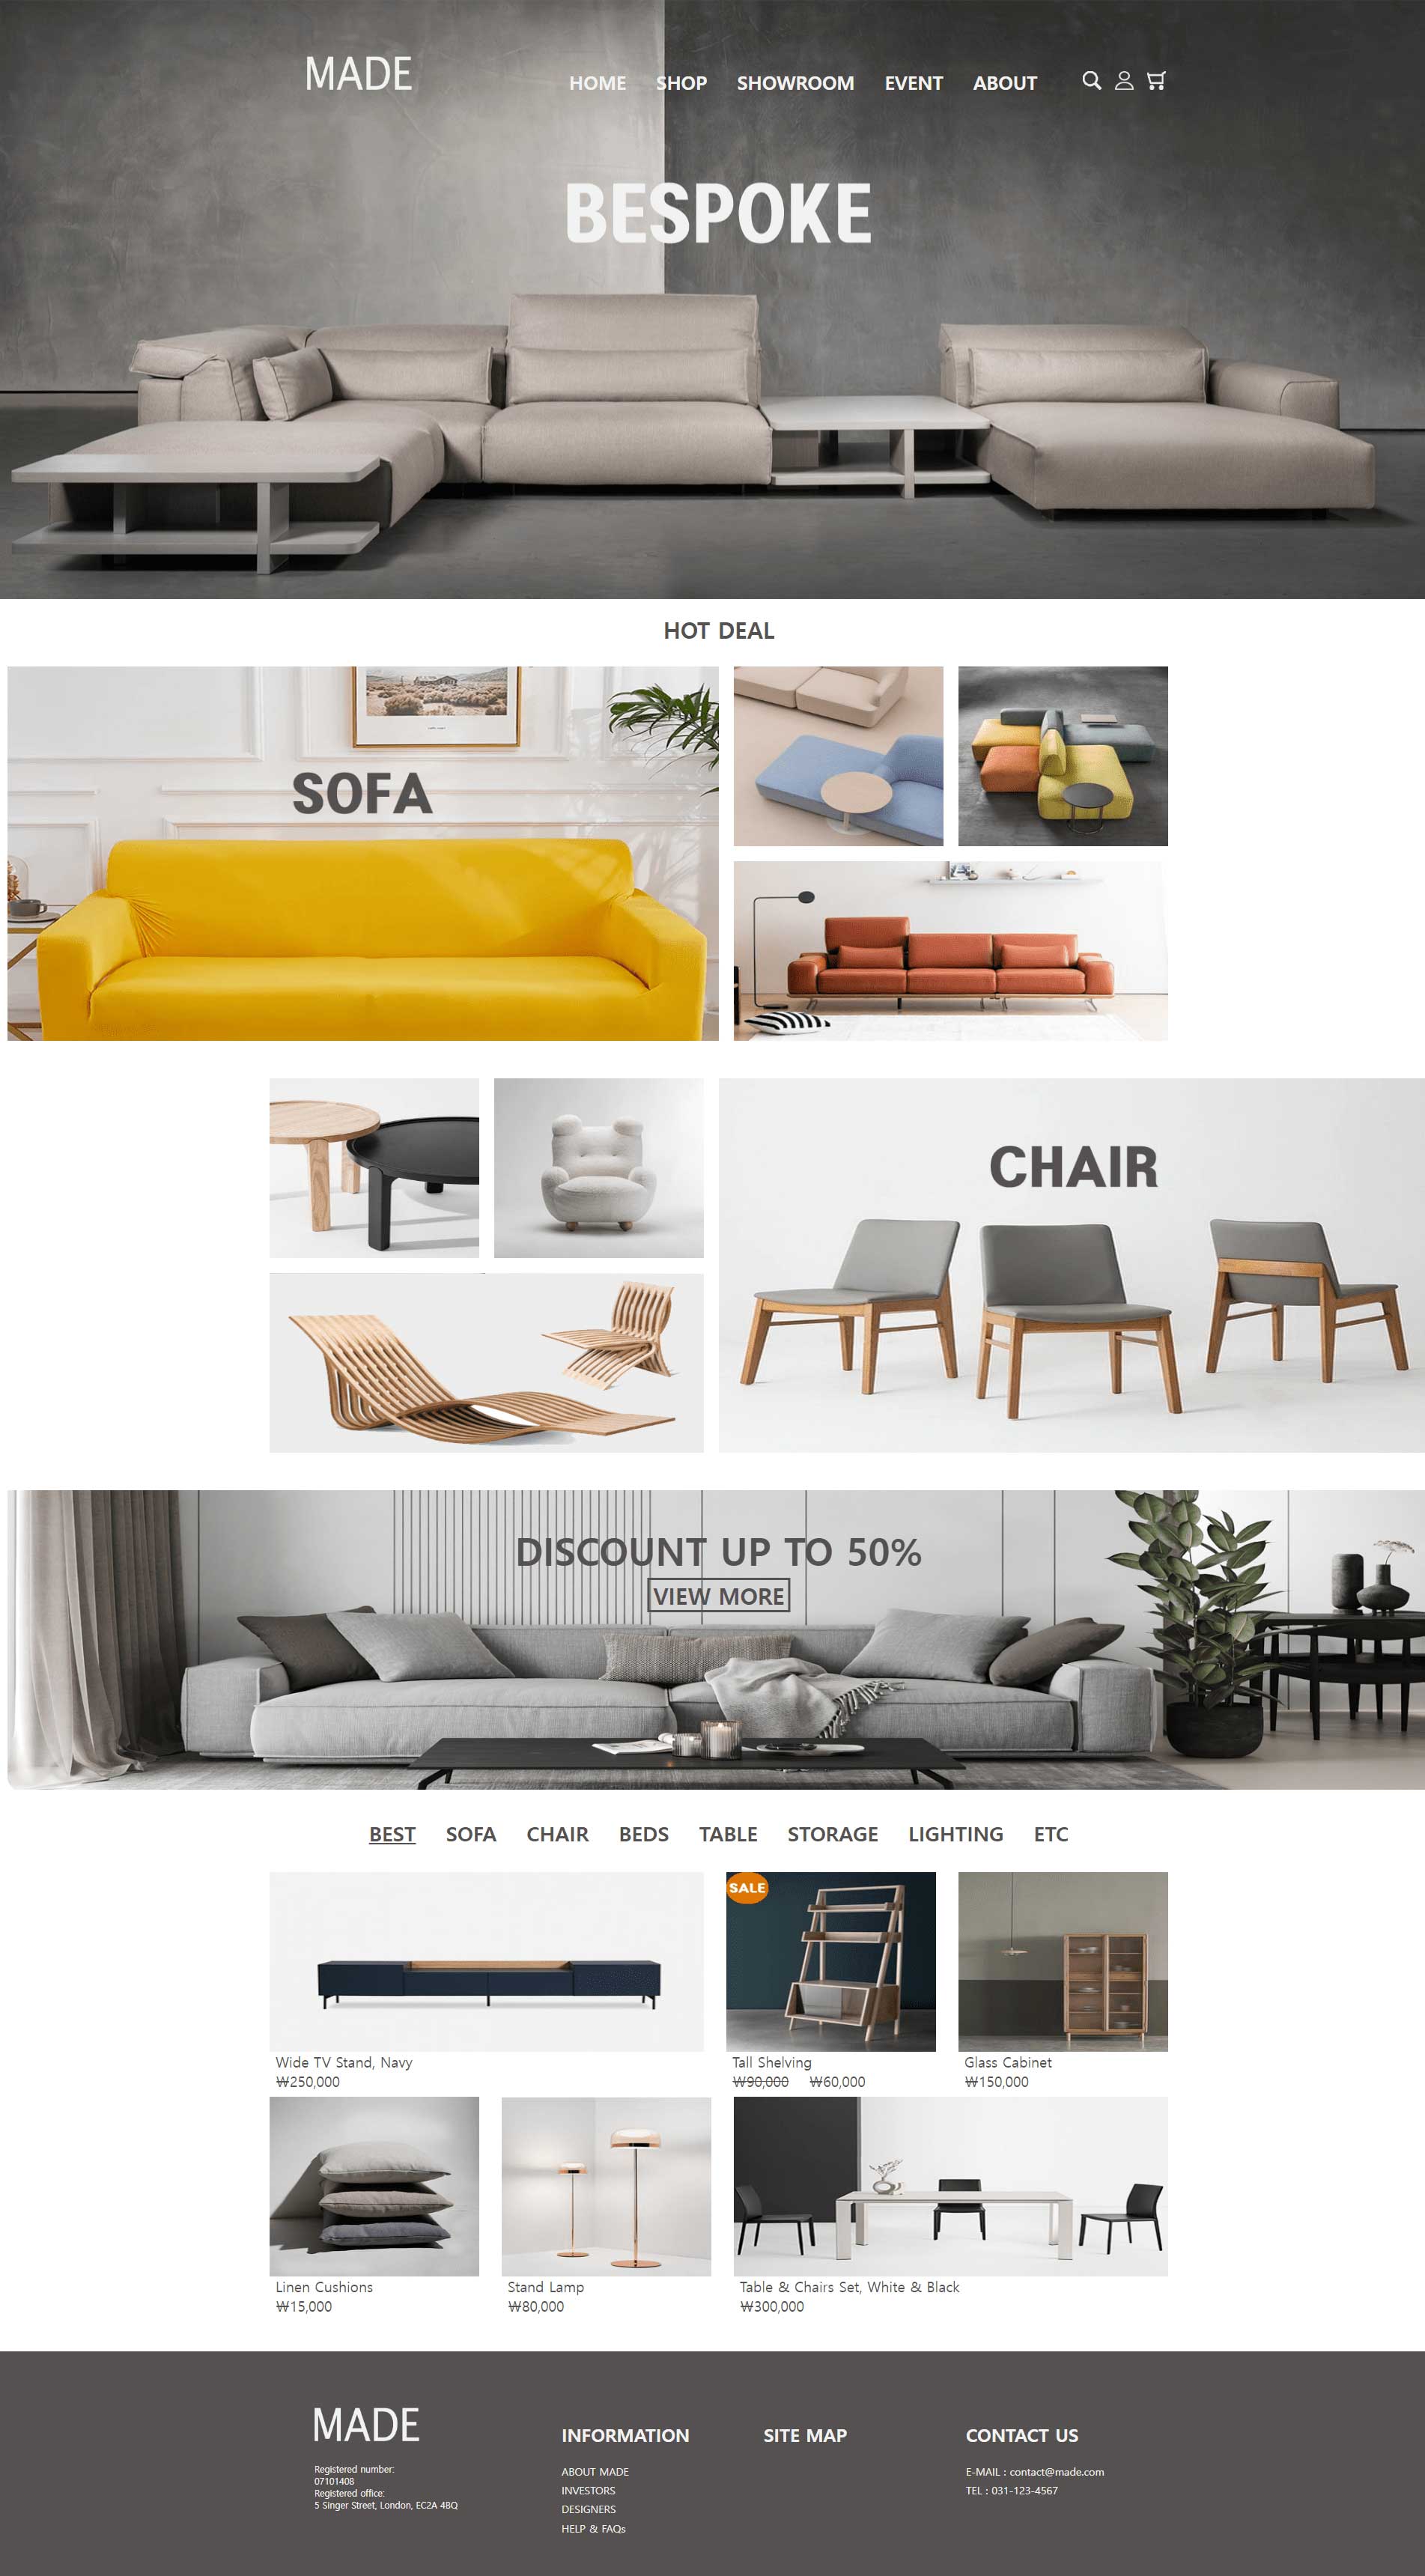 MADE
HOME SHOP SHOWROOM EVENT ABOUT
BESPOKE
HOT DEAL
SOFA
CHAIR
DISCOUNT UP TO 50%
VIEW MORE
BEST SOFA CHAIR BEDS TABLE STORAGE LIGHTING ETC
SALE
Wide TV Stand, Navy
₩250,000
Tall Shelving
₩90,000 ₩60,000
Glass Cabinet
₩150,000
Linen Cushions
₩15,000
Stand Lamp
₩80,000
Table & Chairs Set, White & Black
₩300,000
MADE
Registered number:
07101408
Registered office:
5 Singer Street, London, EC2A 4BQ
INFORMATION
ABOUT MADE
INVESTORS
DESIGNERS
HELP & FAQs
SITE MAP
CONTACT US
E-MAIL : contact@made.com
TEL : 031-123-4567